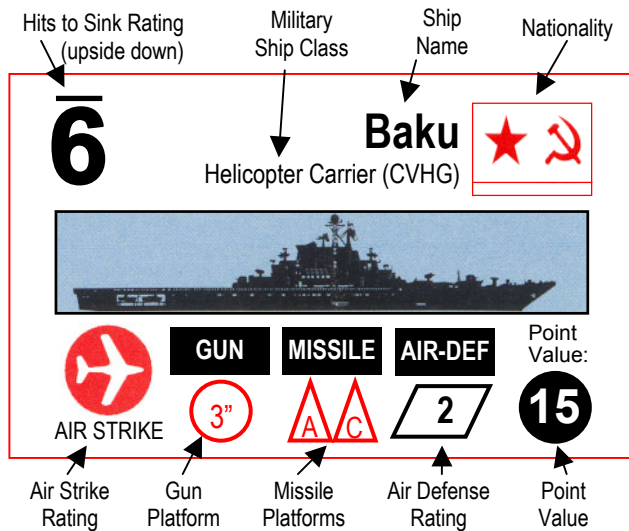 Hits to Sink Rating
(upside down)
Military
Ship Class
Ship
Name
Nationality
6
Baku
Helicopter Carrier (CVHG)
AIR STRIKE
GUN
3”
MISSILE
A C
AIR-DEF
2
Point
Value:
15
Air Strike
Rating
Gun
Platform
Missile
Platforms
Air Defense
Rating
Point
Value